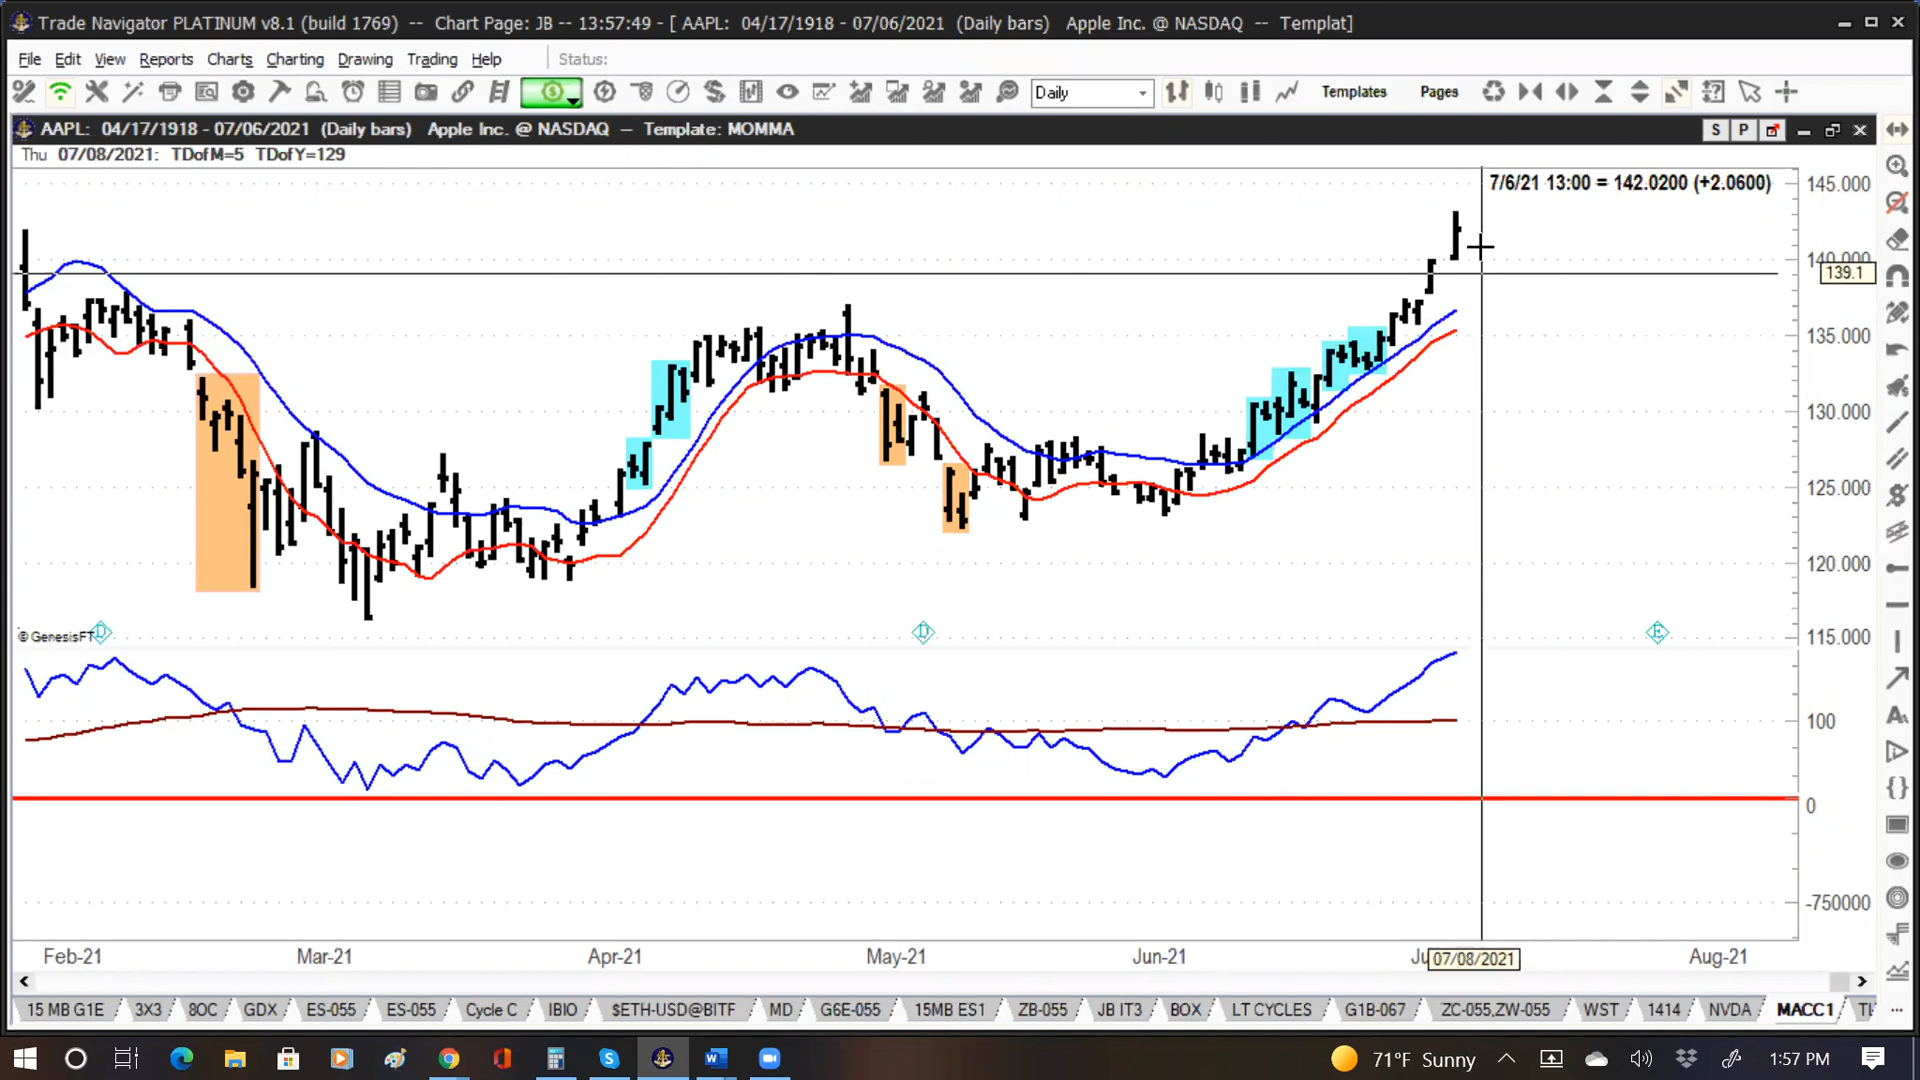 Trade Navigator PLATINUM v8.1 (build 1769) -- Chart Page: JB -- 13:57:49 - [ AAPL: 04/17/1918 - 07/06/2021 (Daily bars) Apple Inc. @ NASDAQ -- Templat]
File Edit View Reports Charts Charting Drawing Trading Help Status:
Daily Templates Pages
AAPL: 04/17/1918 - 07/06/2021 (Daily bars) Apple Inc. @ NASDAQ -- Template: MOMMA S P
Thu 07/08/2021: TDofM=5 TDofY=129
7/6/21 13:00 = 142.0200 (+2.0600)
145.000
140.000
139.1
135.000
130.000
125.000
120.000
115.000
© GenesisFT D D E
100
0
-750000
Feb-21 Mar-21 Apr-21 May-21 Jun-21 Ju 07/08/2021 Aug-21
15 MB G1E 3X3 8OC GDX ES-055 ES-055 Cycle C IBIO $ETH-USD@BITF MD G6E-055 15MB ES1 ZB-055 JB IT3 BOX LT CYCLES G1B-067 ZC-055,ZW-055 WST 1414 NVDA MACC1 TL ...
71°F Sunny 1:57 PM